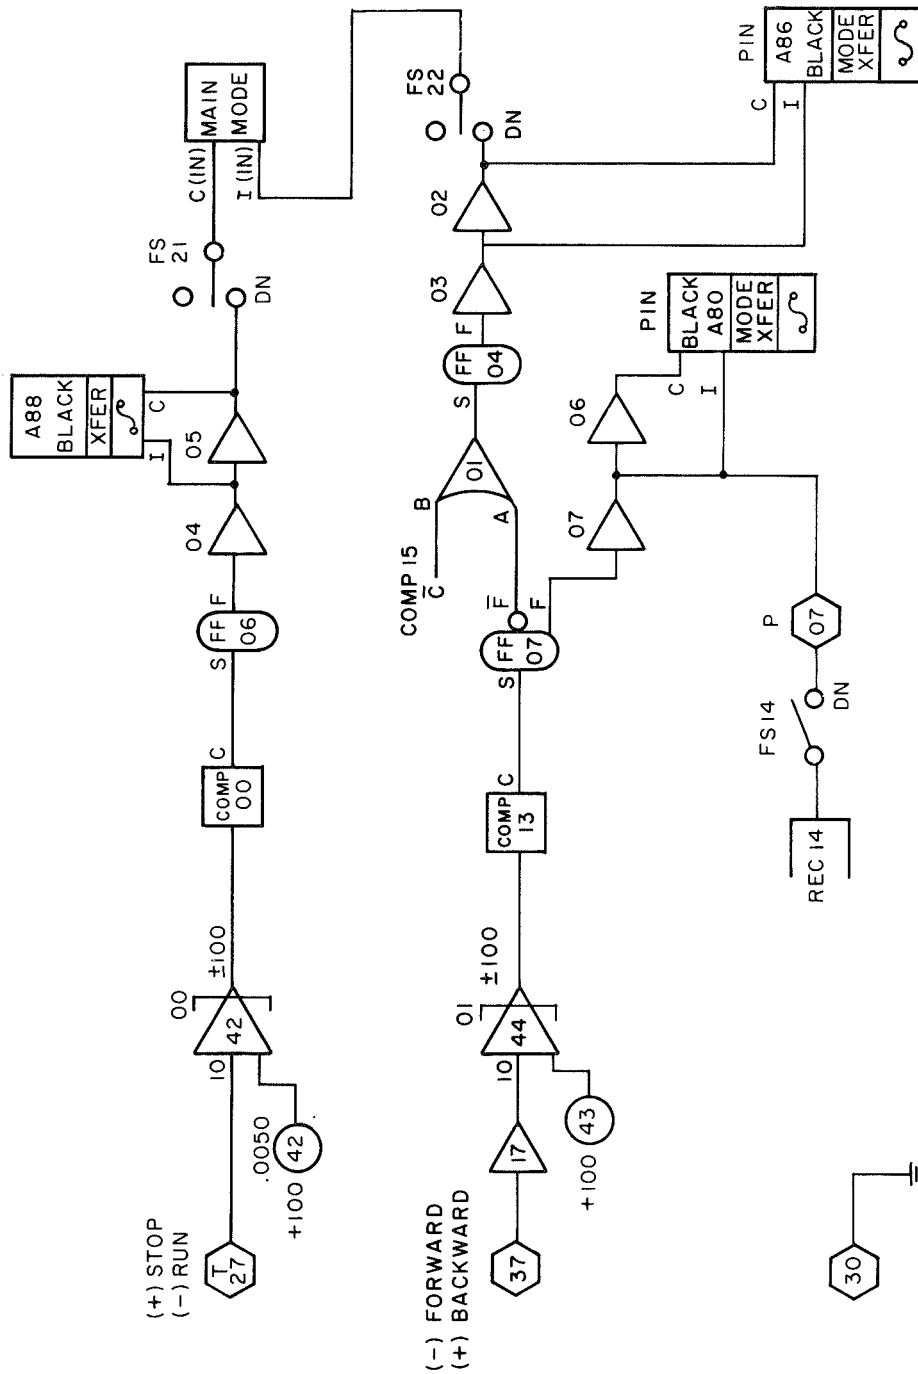 A88
BLACK
XFER
I
C
(+) STOP
(-) RUN
T
27
10
.0050
+100
42
42
00
±100
COMP
00
C
S
FF
06
F
04
05
FS
21
DN
C (IN)
I (IN)
MAIN
MODE
FS
22
DN
COMP 15
C̅
B
A
01
S
FF
04
F
03
02
(-) FORWARD
(+) BACKWARD
37
17
10
+100
43
44
01
±100
COMP
13
C
S
FF
07
F̅
F
07
06
PIN
BLACK
A80
MODE
XFER
C
I
PIN
A86
BLACK
MODE
XFER
C
I
30
REC 14
FS14
DN
P
07